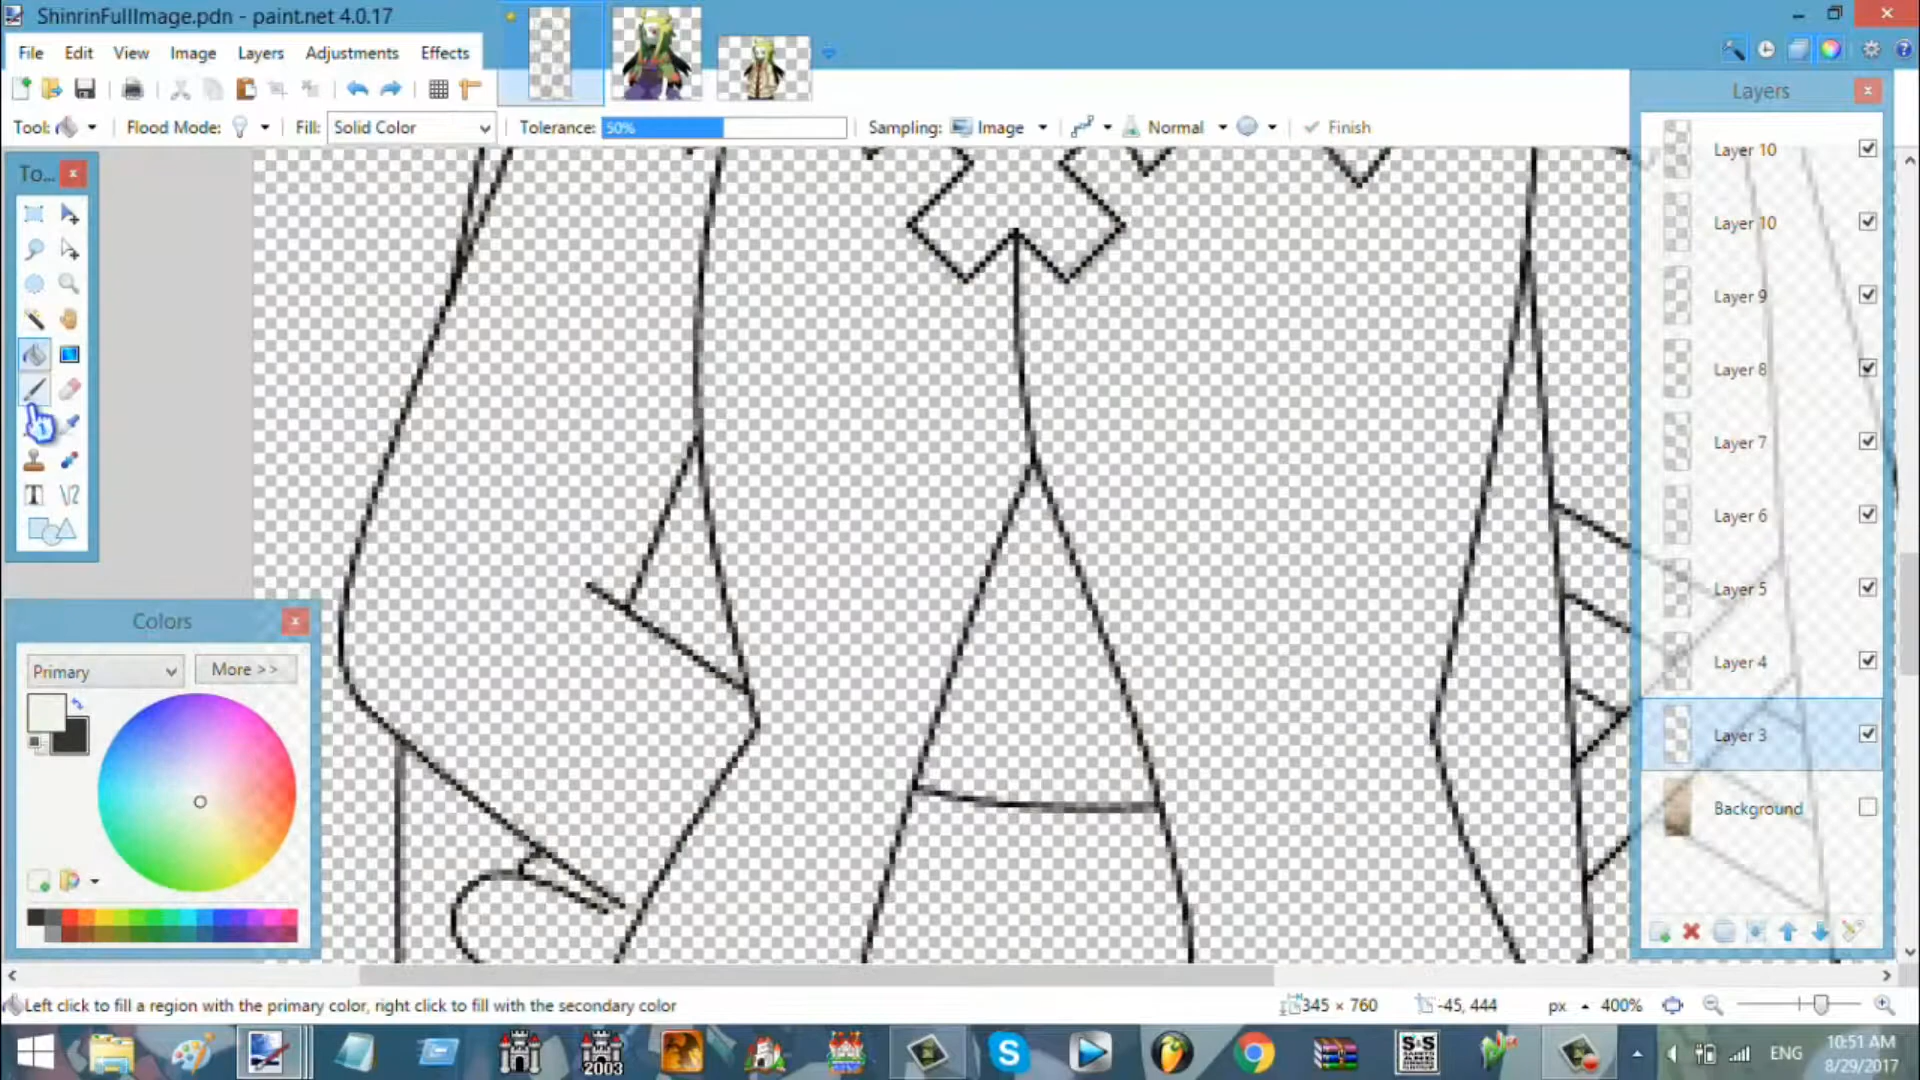 ShinrinFullImage.pdn - paint.net 4.0.17
File Edit View Image Layers Adjustments Effects
Tool: Flood Mode: Fill: Solid Color Tolerance: 50% Sampling: Image Normal Finish
To...
Layers
Layer 10
Layer 10
Layer 9
Layer 8
Layer 7
Layer 6
Layer 5
Layer 4
Layer 3
Background
Colors
Primary More >>
Left click to fill a region with the primary color, right click to fill with the secondary color 345 × 760 -45, 444 px 400%
2003 S&S ENG 10:51 AM
8/29/2017